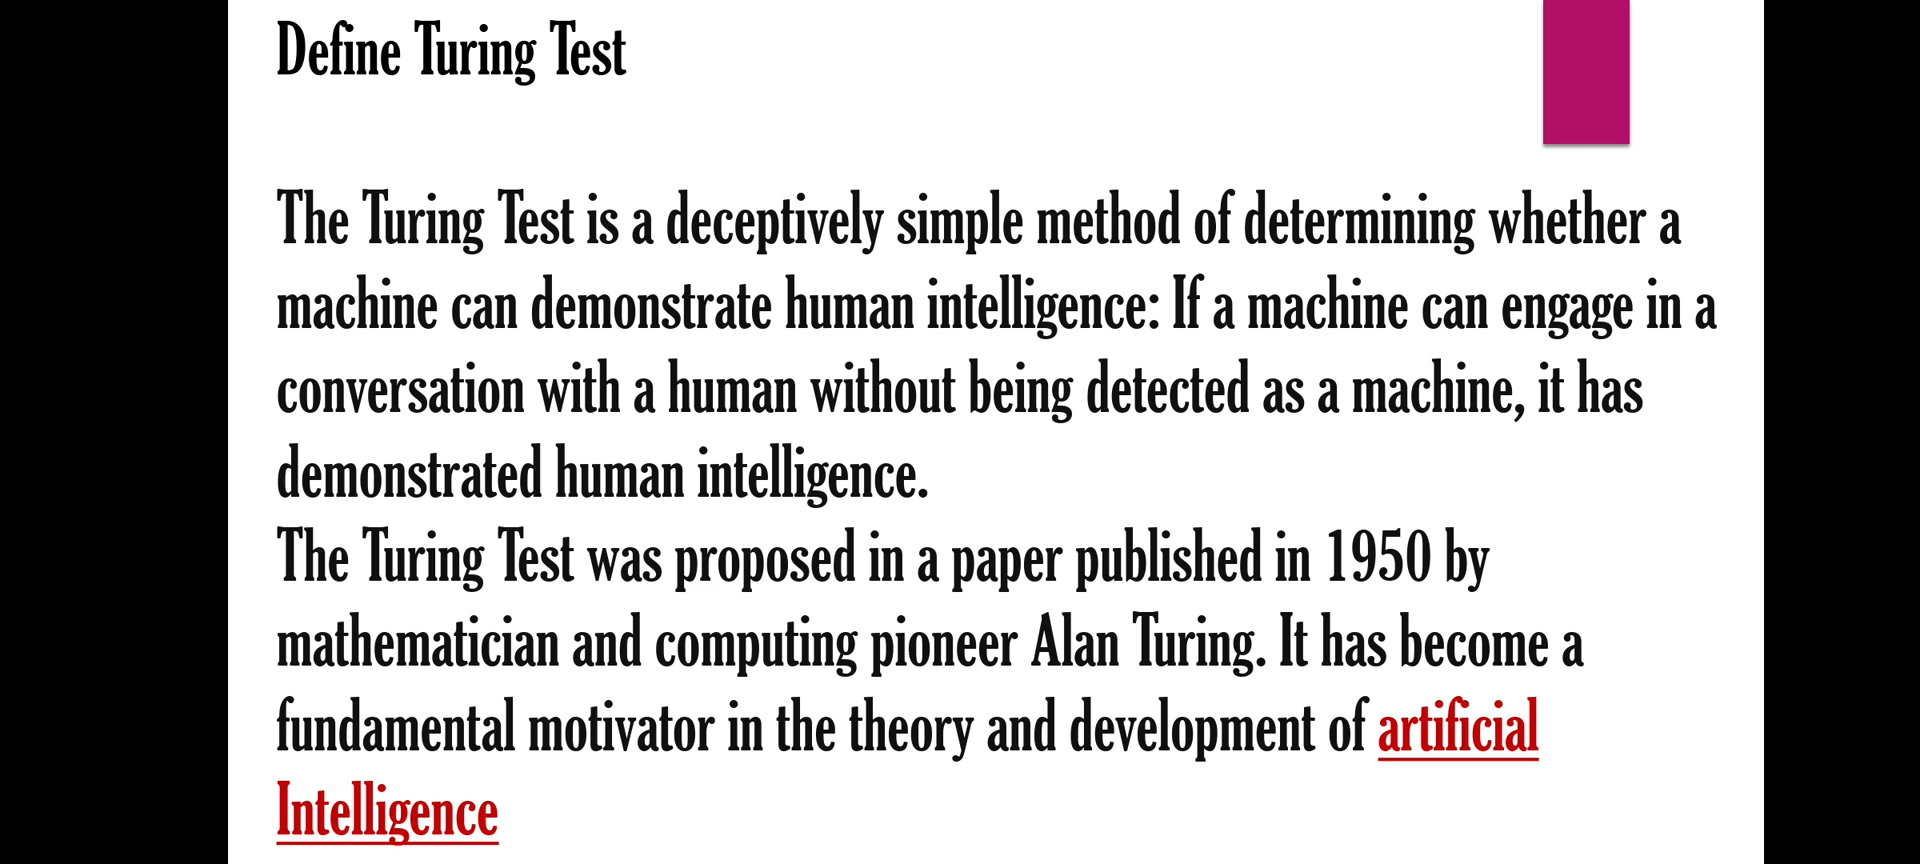 Define Turing Test
The Turing Test is a deceptively simple method of determining whether a
machine can demonstrate human intelligence: If a machine can engage in a
conversation with a human without being detected as a machine, it has
demonstrated human intelligence.
The Turing Test was proposed in a paper published in 1950 by
mathematician and computing pioneer Alan Turing. It has become a
fundamental motivator in the theory and development of artificial
Intelligence